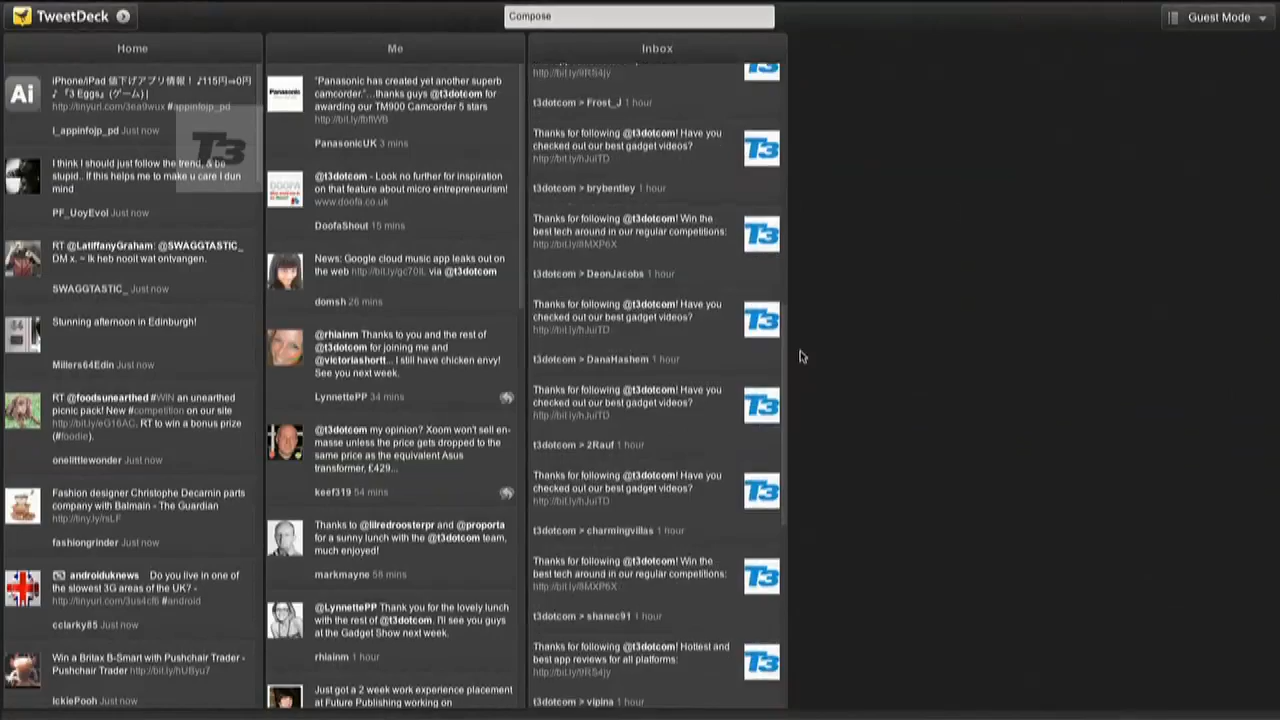 TweetDeck
Compose
Guest Mode
Home
Me
Inbox
Ai
iPhone/iPad 値下げアプリ情報！ ♪115円⇒0円
♪ 『3 Eggs』 (ゲーム) |
http://tinyurl.com/3ea9wux #appinfojp_pd
i_appinfojp_pd Just now
T3
I think I should just follow the trend, & be
stupid.. If this helps me to make u care I dun
mind
PF_UoyEvol Just now
RT @LatiffanyGraham: @SWAGGTASTIC_
DM x. ~ Ik heb nooit wat ontvangen.
SWAGGTASTIC_ Just now
Stunning afternoon in Edinburgh!
Millers64Edin Just now
RT @foodsunearthed #WIN an unearthed
picnic pack! New #competition on our site
http://bit.ly/eG16AC. RT to win a bonus prize
(#foodie).
onelittlewonder Just now
Fashion designer Christophe Decarnin parts
company with Balmain - The Guardian
http://tiny.ly/rsLF
fashiongrinder Just now
androiduknews Do you live in one of
the slowest 3G areas of the UK? -
http://tinyurl.com/3us4cf6 #android
cclarky85 Just now
Win a Britax B-Smart with Pushchair Trader -
Pushchair Trader http://bit.ly/hUByu7
IckiePooh Just now
Panasonic
"Panasonic has created yet another superb
camcorder."...thanks guys @t3dotcom for
awarding our TM900 Camcorder 5 stars
http://bit.ly/fbflWB
PanasonicUK 3 mins
DOOFA
@t3dotcom - Look no further for inspiration
on that feature about micro entrepreneurism!
www.doofa.co.uk
DoofaShout 15 mins
News: Google cloud music app leaks out on
the web http://bit.ly/gc70IL via @t3dotcom
domsh 26 mins
@rhiainm Thanks to you and the rest of
@t3dotcom for joining me and
@victoriashortt... I still have chicken envy!
See you next week.
LynnettePP 34 mins
@t3dotcom my opinion? Xoom won't sell en-
masse unless the price gets dropped to the
same price as the equivalent Asus
transformer, £429...
keef319 54 mins
Thanks to @lilredroosterpr and @proporta
for a sunny lunch with the @t3dotcom team,
much enjoyed!
markmayne 58 mins
@LynnettePP Thank you for the lovely lunch
with the rest of @t3dotcom. I'll see you guys
at the Gadget Show next week.
rhiainm 1 hour
Just got a 2 week work experience placement
at Future Publishing working on
http://bit.ly/9RS4jy
T3
t3dotcom > Frost_J 1 hour
Thanks for following @t3dotcom! Have you
checked out our best gadget videos?
http://bit.ly/hJuiTD
T3
t3dotcom > brybentley 1 hour
Thanks for following @t3dotcom! Win the
best tech around in our regular competitions:
http://bit.ly/8MXP6X
T3
t3dotcom > DeonJacobs 1 hour
Thanks for following @t3dotcom! Have you
checked out our best gadget videos?
http://bit.ly/hJuiTD
T3
t3dotcom > DanaHashem 1 hour
Thanks for following @t3dotcom! Have you
checked out our best gadget videos?
http://bit.ly/hJuiTD
T3
t3dotcom > 2Rauf 1 hour
Thanks for following @t3dotcom! Have you
checked out our best gadget videos?
http://bit.ly/hJuiTD
T3
t3dotcom > charmingvillas 1 hour
Thanks for following @t3dotcom! Win the
best tech around in our regular competitions:
http://bit.ly/8MXP6X
T3
t3dotcom > shanec91 1 hour
Thanks for following @t3dotcom! Hottest and
best app reviews for all platforms:
http://bit.ly/9RS4jy
T3
t3dotcom > vipina 1 hour